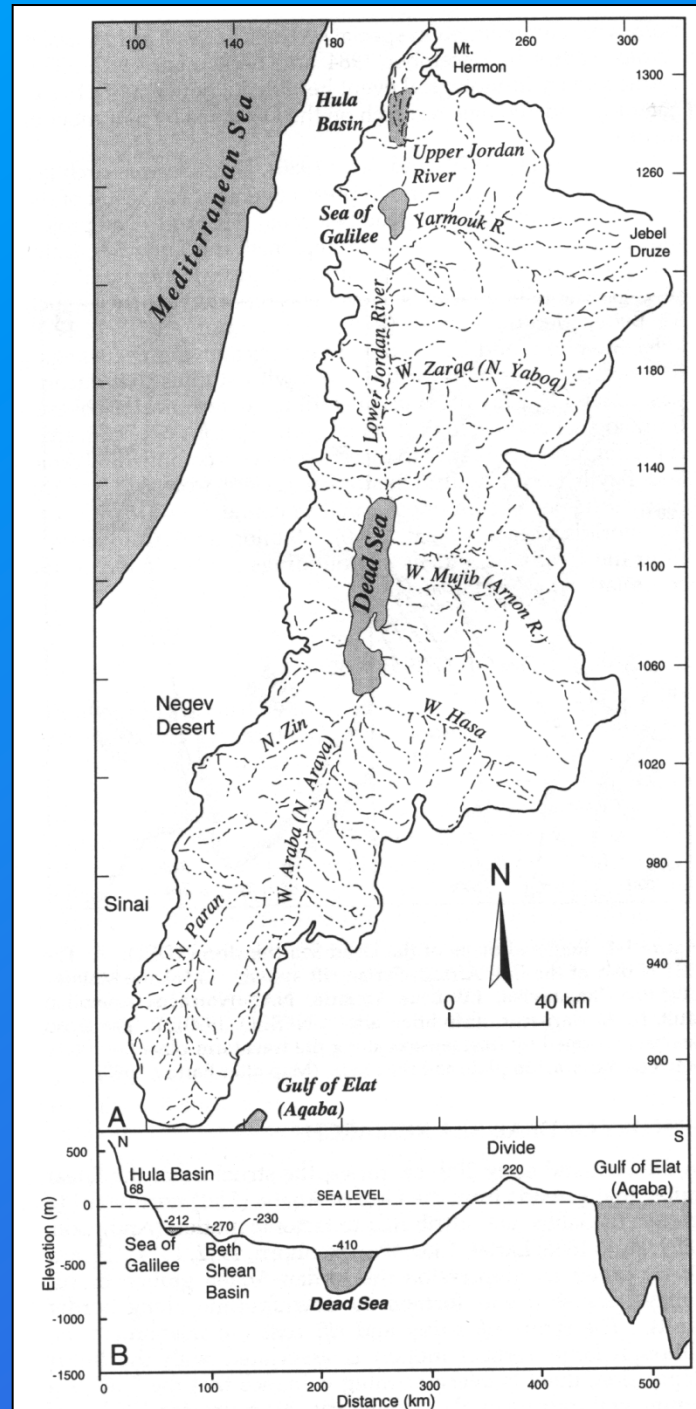 100 140 180 260 300
Mt.
Hermon
1300
Hula
Basin
Upper Jordan
River
1260
Mediterranean Sea
Sea of
Galilee
Yarmouk R.
Jebel
Druze
Lower Jordan River
W. Zarqa (N. Yaboq)
1180
1140
Dead Sea
1100
W. Mujib (Arnon R.)
1060
Negev
Desert
N. Zin
W. Hasa
1020
W. Araba (N. Arava)
980
Sinai
N
N. Paran
940
0 40 km
900
Gulf of Elat
(Aqaba)
A
N S
500
Divide
220
Gulf of Elat
(Aqaba)
Hula Basin
68
SEA LEVEL
0
-212 -270 -230
Sea of
Galilee
Beth
Shean
Basin
-410
Dead Sea
-500
-1000
-1500
Elevation (m)
B
0 100 200 300 400 500
Distance (km)